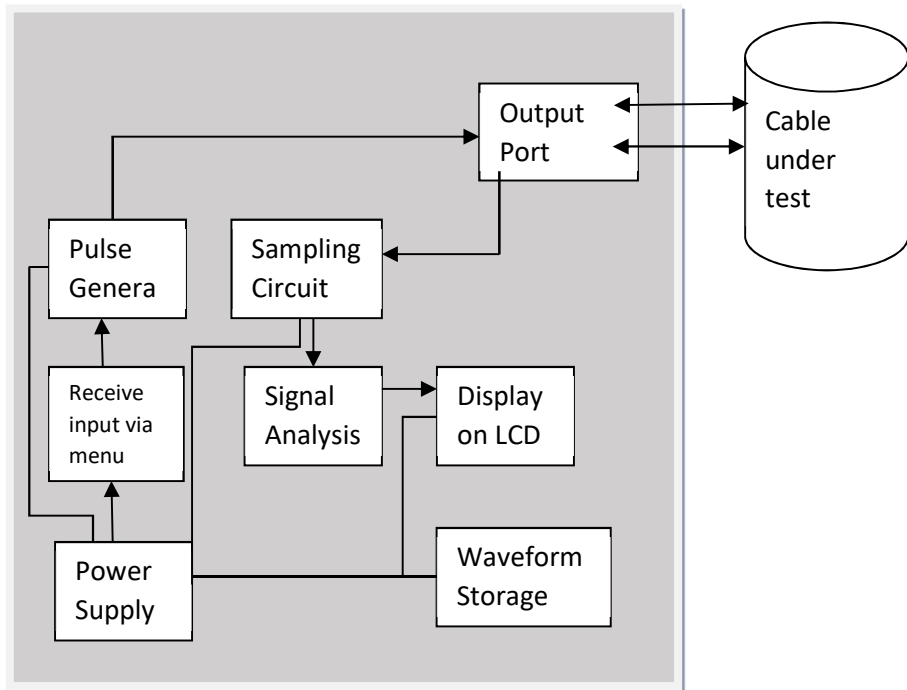 Output
Port
Cable
under
test
Pulse
Genera
Sampling
Circuit
Receive
input via
menu
Signal
Analysis
Display
on LCD
Power
Supply
Waveform
Storage